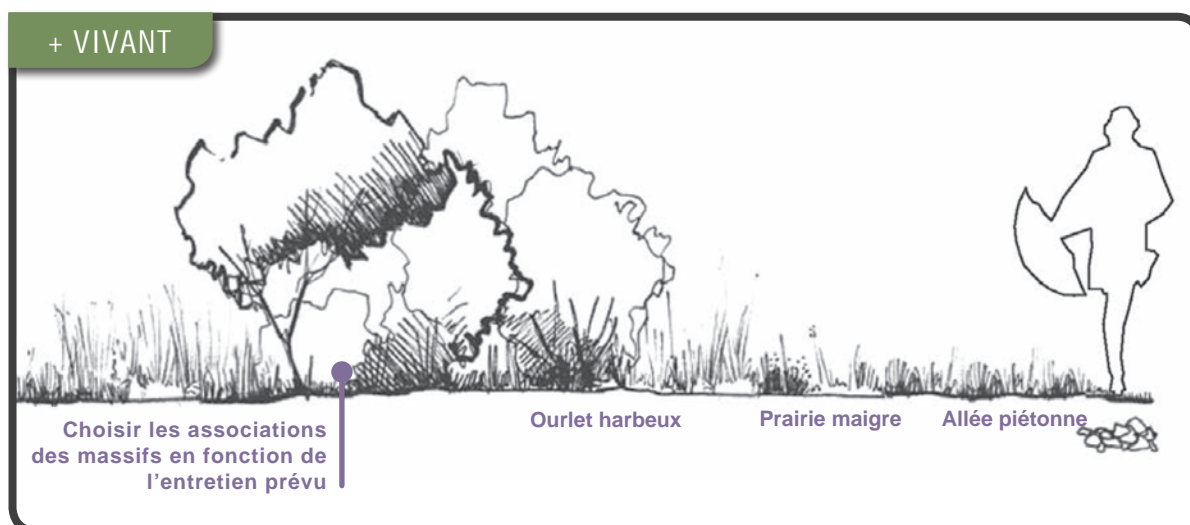 + VIVANT
Choisir les associations
des massifs en fonction de
l'entretien prévu
Ourlet harbeux
Prairie maigre
Allée piétonne